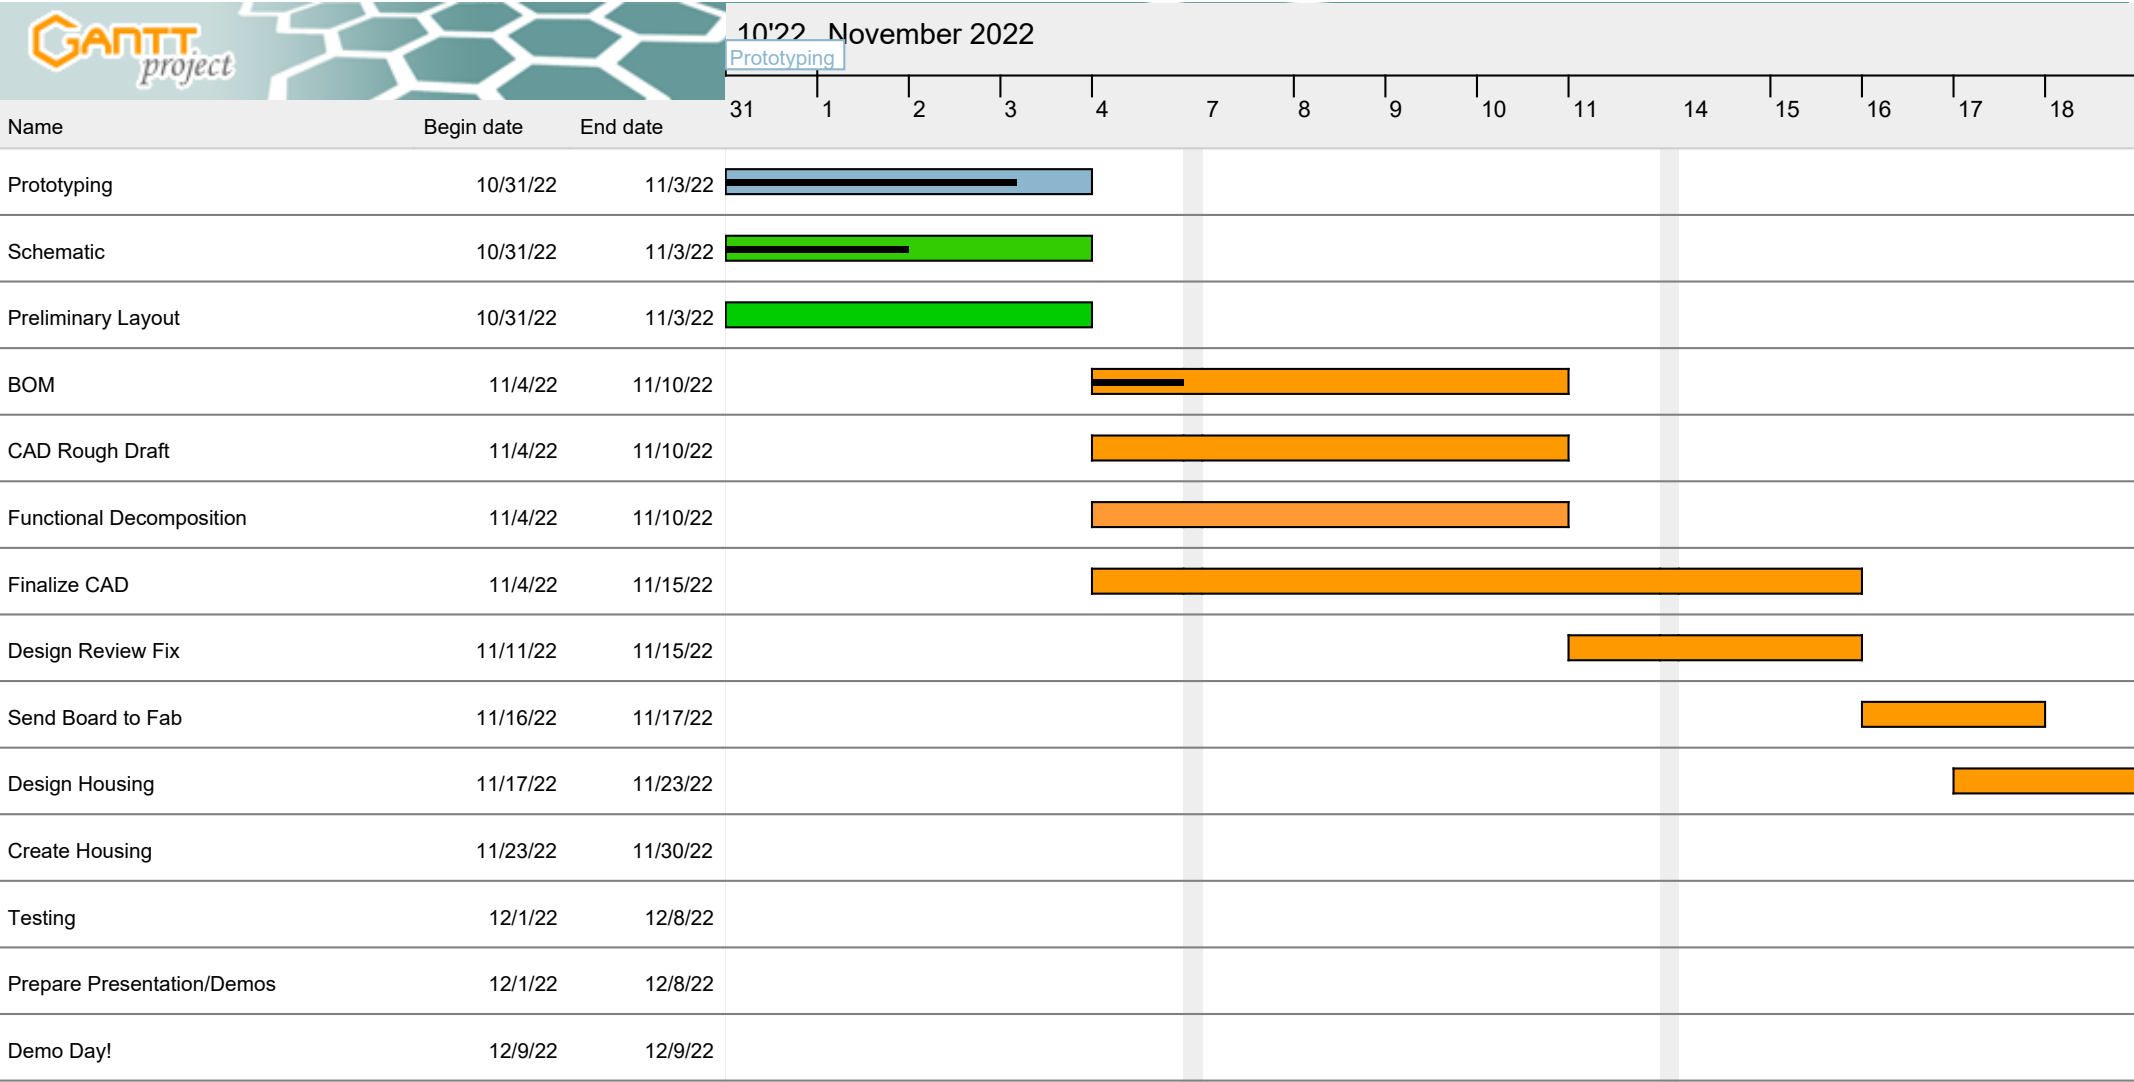 GANTT
project
10'22 November 2022
Prototyping
31 1 2 3 4 7 8 9 10 11 14 15 16 17 18
Name Begin date End date
Prototyping 10/31/22 11/3/22
Schematic 10/31/22 11/3/22
Preliminary Layout 10/31/22 11/3/22
BOM 11/4/22 11/10/22
CAD Rough Draft 11/4/22 11/10/22
Functional Decomposition 11/4/22 11/10/22
Finalize CAD 11/4/22 11/15/22
Design Review Fix 11/11/22 11/15/22
Send Board to Fab 11/16/22 11/17/22
Design Housing 11/17/22 11/23/22
Create Housing 11/23/22 11/30/22
Testing 12/1/22 12/8/22
Prepare Presentation/Demos 12/1/22 12/8/22
Demo Day! 12/9/22 12/9/22